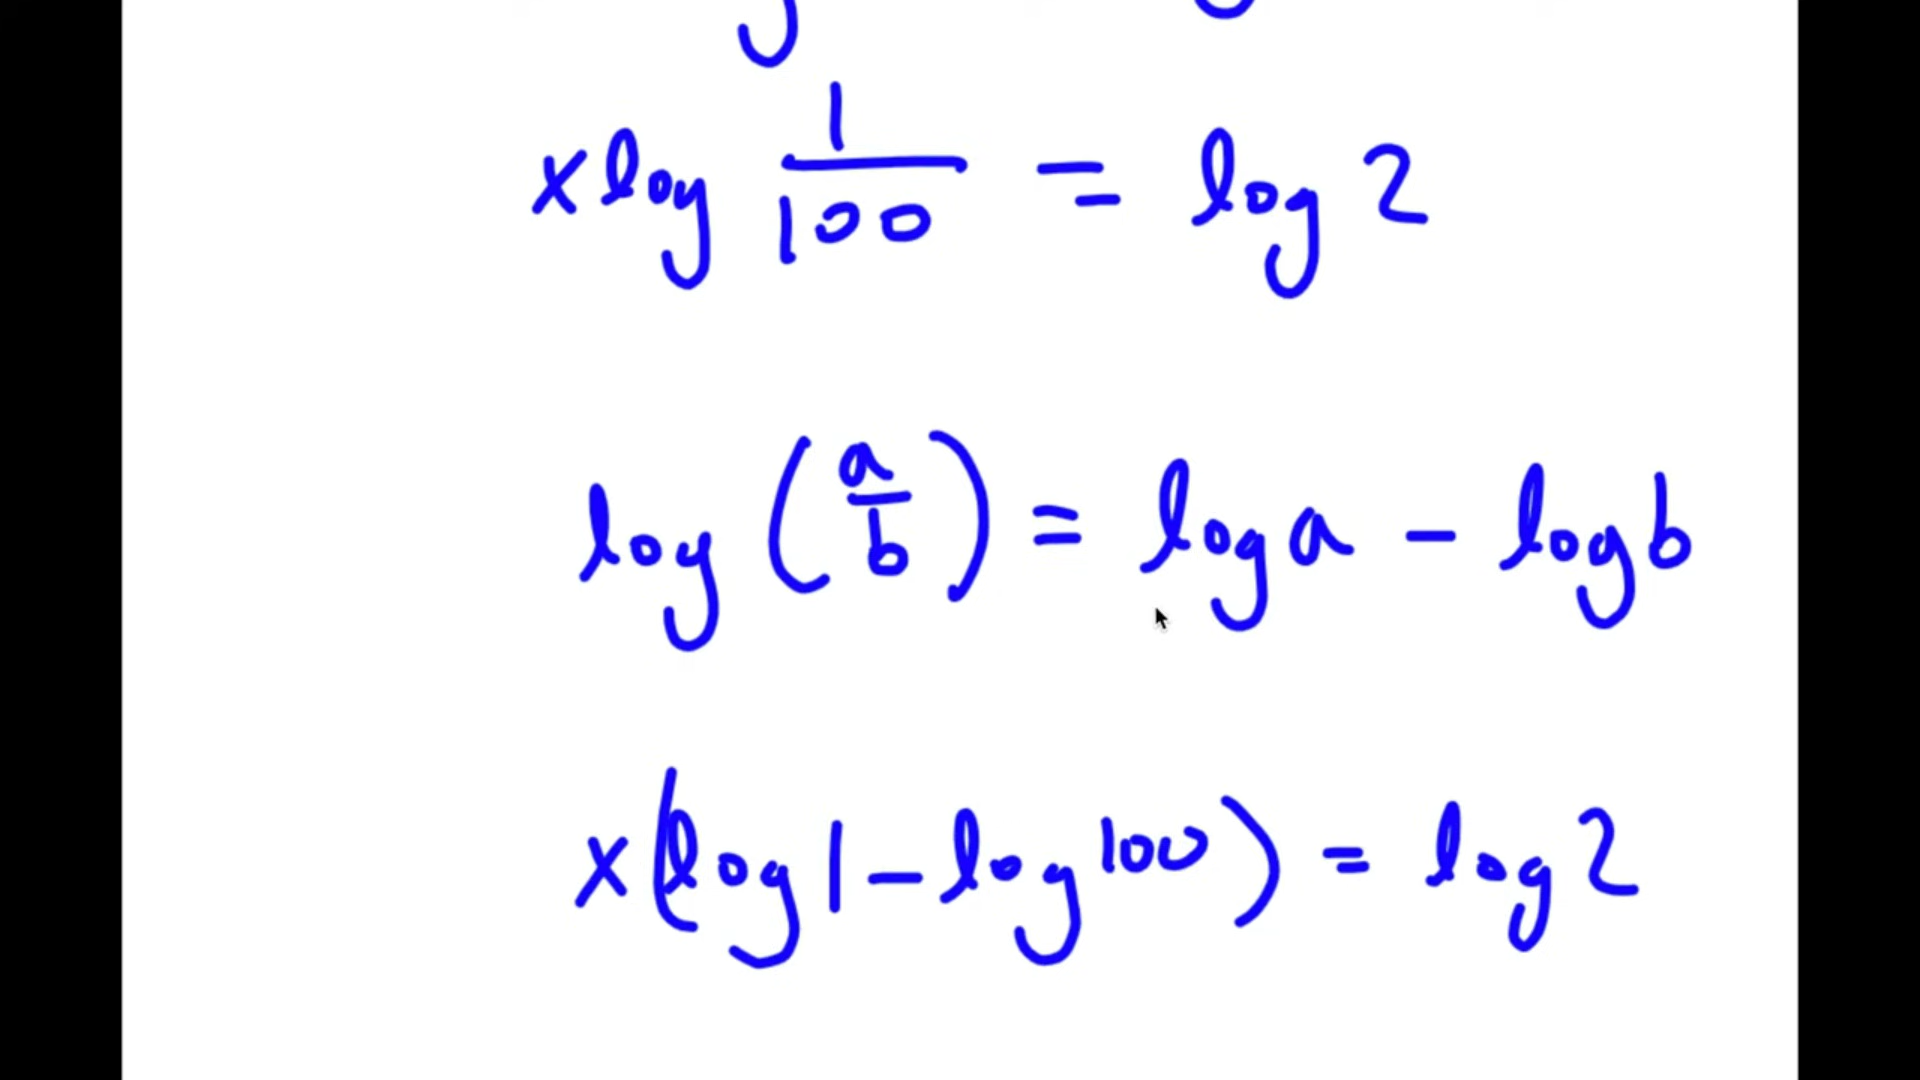 x log 1/100 = log 2
log (a/b) = log a - log b
x(log 1 - log 100) = log 2